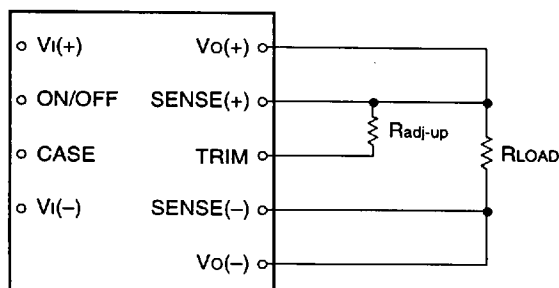 VI(+)
VO(+)
ON/OFF
SENSE(+)
Radj-up
CASE
TRIM
RLOAD
VI(–)
SENSE(–)
VO(–)